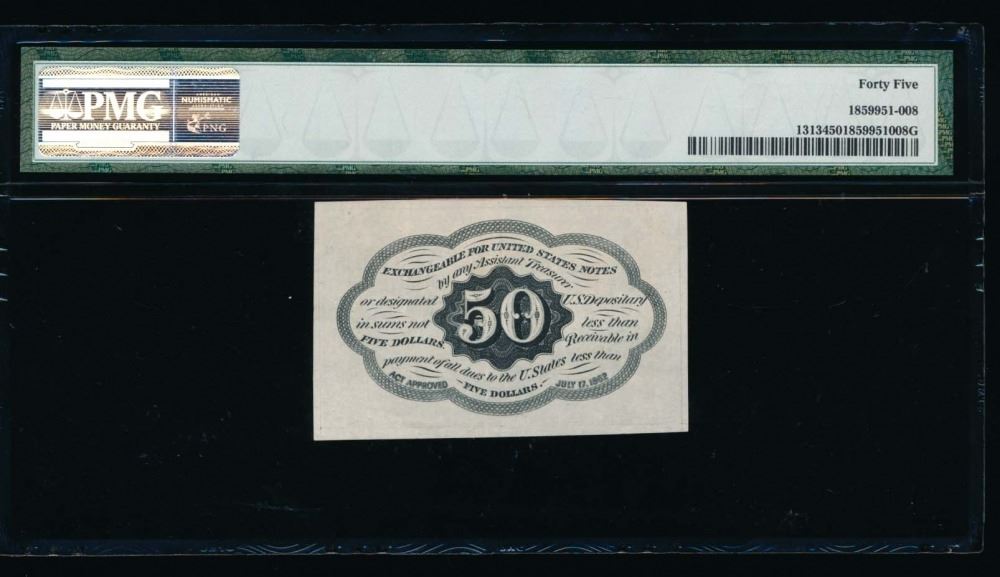 PMG
PAPER MONEY GUARANTY
NUMISMATIC
PNG
Forty Five
1859951-008
13134501859951008G
EXCHANGEABLE FOR UNITED STATES NOTES
by any Assistant Treasurer
or designated U.S. Depositary
in sums not less than
FIVE DOLLARS. Receivable in
payment of all dues to the U. States less than
FIVE DOLLARS.
50
ACT APPROVED JULY 17, 1862